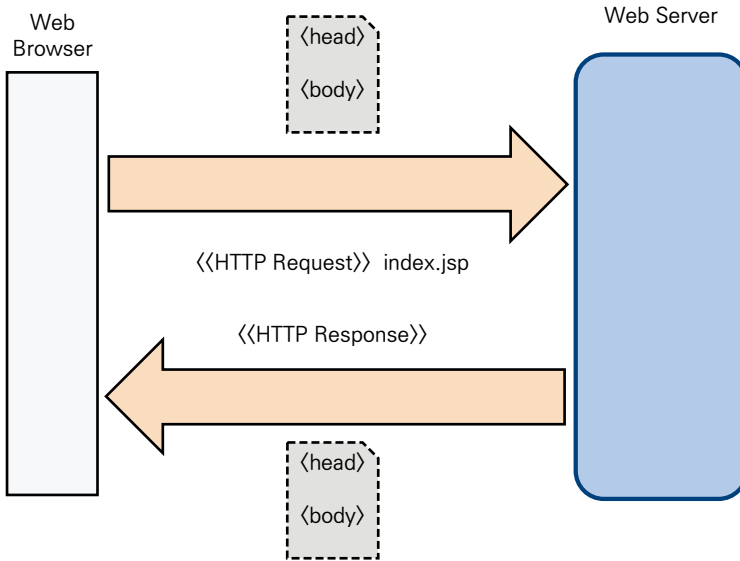 Web
Browser
Web Server
〈head〉
〈body〉
〈〈HTTP Request〉〉 index.jsp
〈〈HTTP Response〉〉
〈head〉
〈body〉